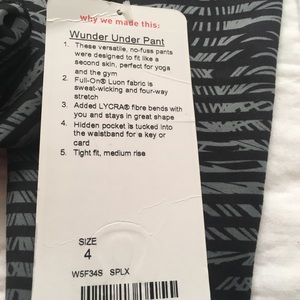 why we made this:
Wunder Under Pant
1. These versatile, no-fuss pants
were designed to fit like a
second skin, perfect for yoga
and the gym
2. Full-On® Luon fabric is
sweat-wicking and four-way
stretch
3. Added LYCRA® fibre bends with
you and stays in great shape
4. Hidden pocket is tucked into
the waistband for a key or
card
5. Tight fit, medium rise
SIZE
4
W5F34S SPLX